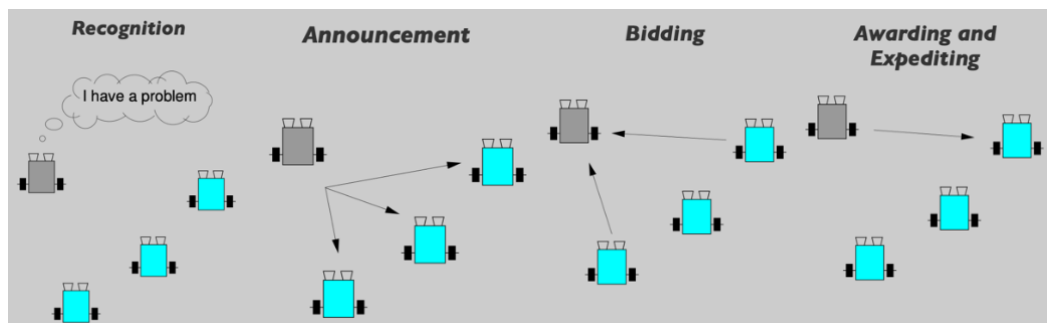 Recognition
I have a problem
Announcement
Bidding
Awarding and
Expediting